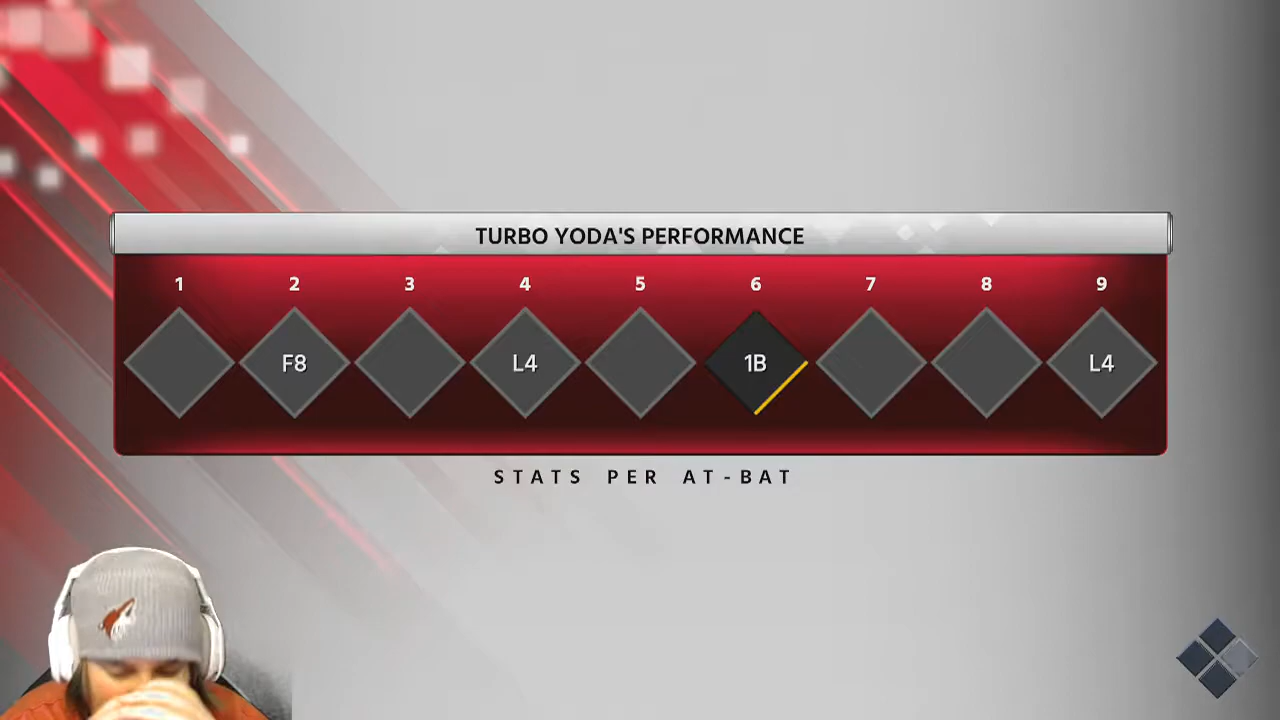 TURBO YODA'S PERFORMANCE
1 2 3 4 5 6 7 8 9
F8 L4 1B L4
STATS PER AT-BAT